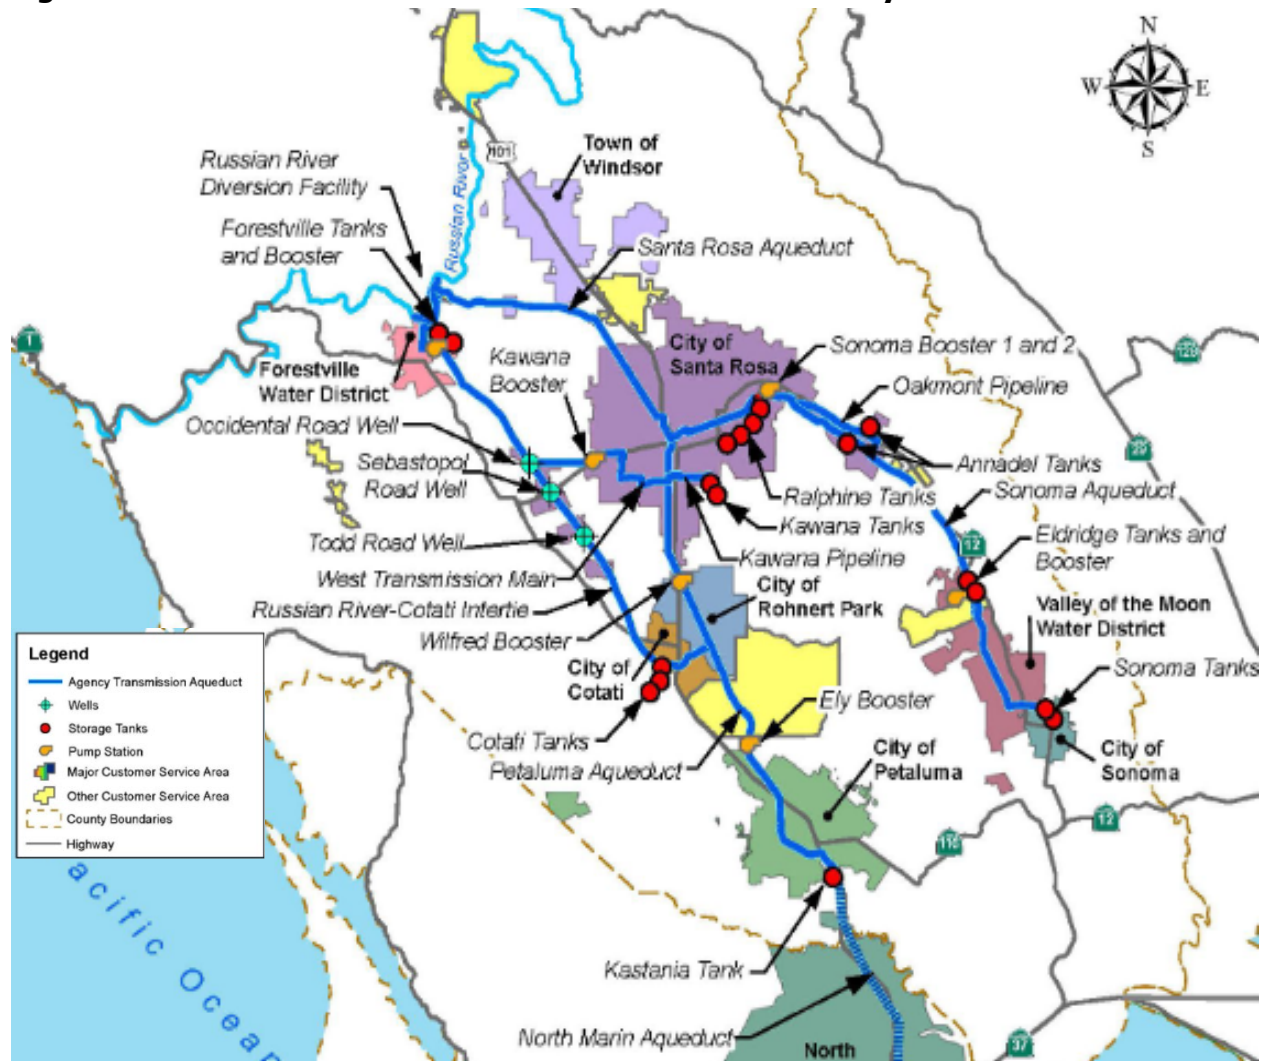 N
W
E
S
Russian River
Diversion Facility
Forestville Tanks
and Booster
Russian River
101
Town of
Windsor
Santa Rosa Aqueduct
1
Forestville
Water District
Kawana
Booster
City of
Santa Rosa
Sonoma Booster 1 and 2
128
Oakmont Pipeline
Occidental Road Well
Sebastopol
Road Well
29
Annadel Tanks
Ralphine Tanks
Sonoma Aqueduct
Kawana Tanks
Todd Road Well
12
Eldridge Tanks and
Booster
Kawana Pipeline
West Transmission Main
City of
Rohnert Park
Russian River-Cotati Intertie
Valley of the Moon
Water District
Wilfred Booster
City of
Cotati
Sonoma Tanks
Ely Booster
Cotati Tanks
City of
Petaluma
City of
Sonoma
Petaluma Aqueduct
12
116
Legend
Agency Transmission Aqueduct
Wells
Storage Tanks
Pump Station
Major Customer Service Area
Other Customer Service Area
County Boundaries
Highway
acific Ocean
Kastania Tank
North Marin Aqueduct
37
North